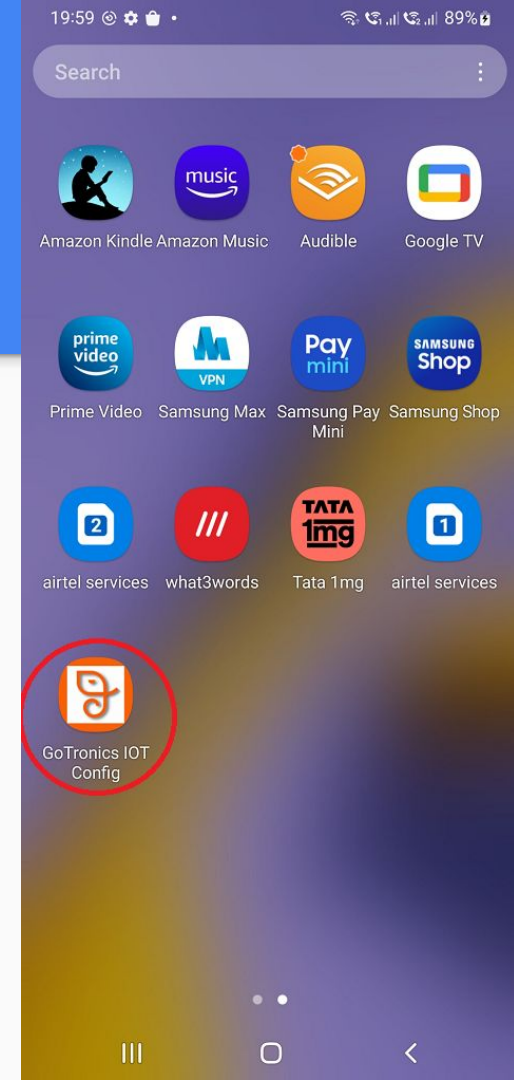 19:59
89%
Search
music
Amazon Kindle
Amazon Music
Audible
Google TV
prime
video
VPN
Pay
mini
SAMSUNG
Shop
Prime Video
Samsung Max
Samsung Pay
Mini
Samsung Shop
2
///
TATA
1mg
1
airtel services
what3words
Tata 1mg
airtel services
GoTronics IOT
Config